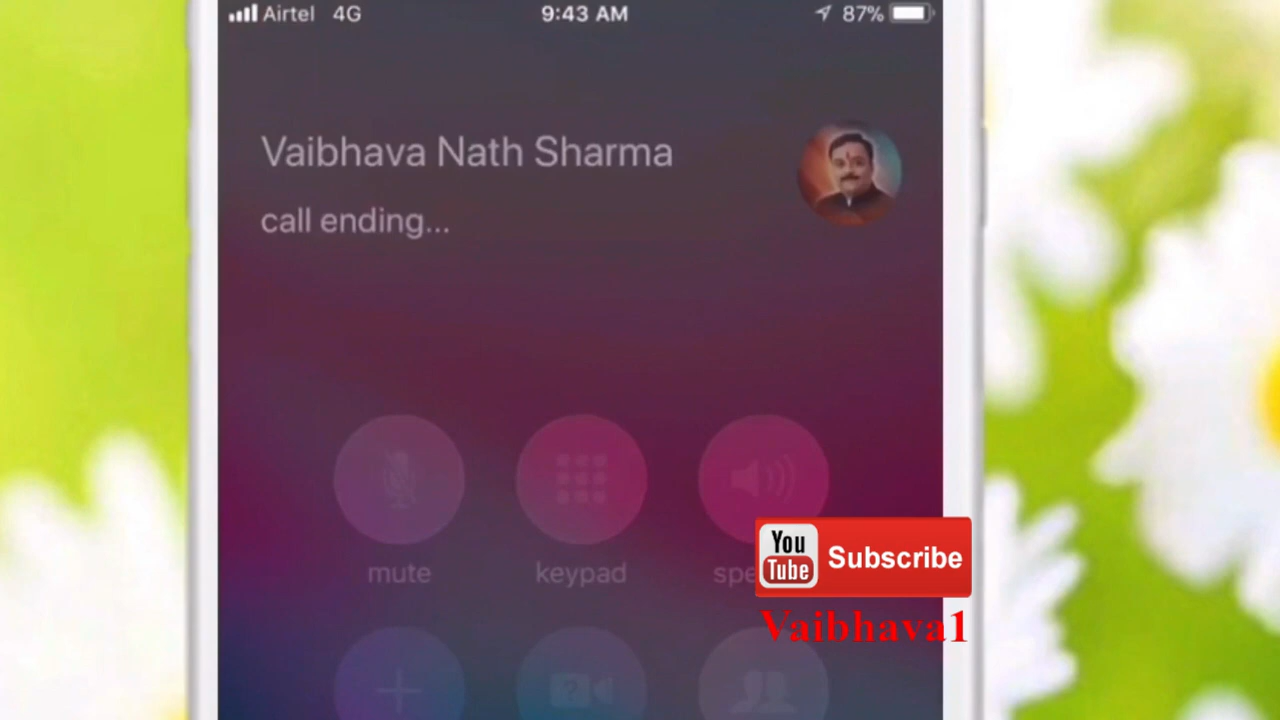 Airtel 4G 9:43 AM 87%
Vaibhava Nath Sharma
call ending...
mute keypad
You
Tube
Subscribe
Vaibhava1